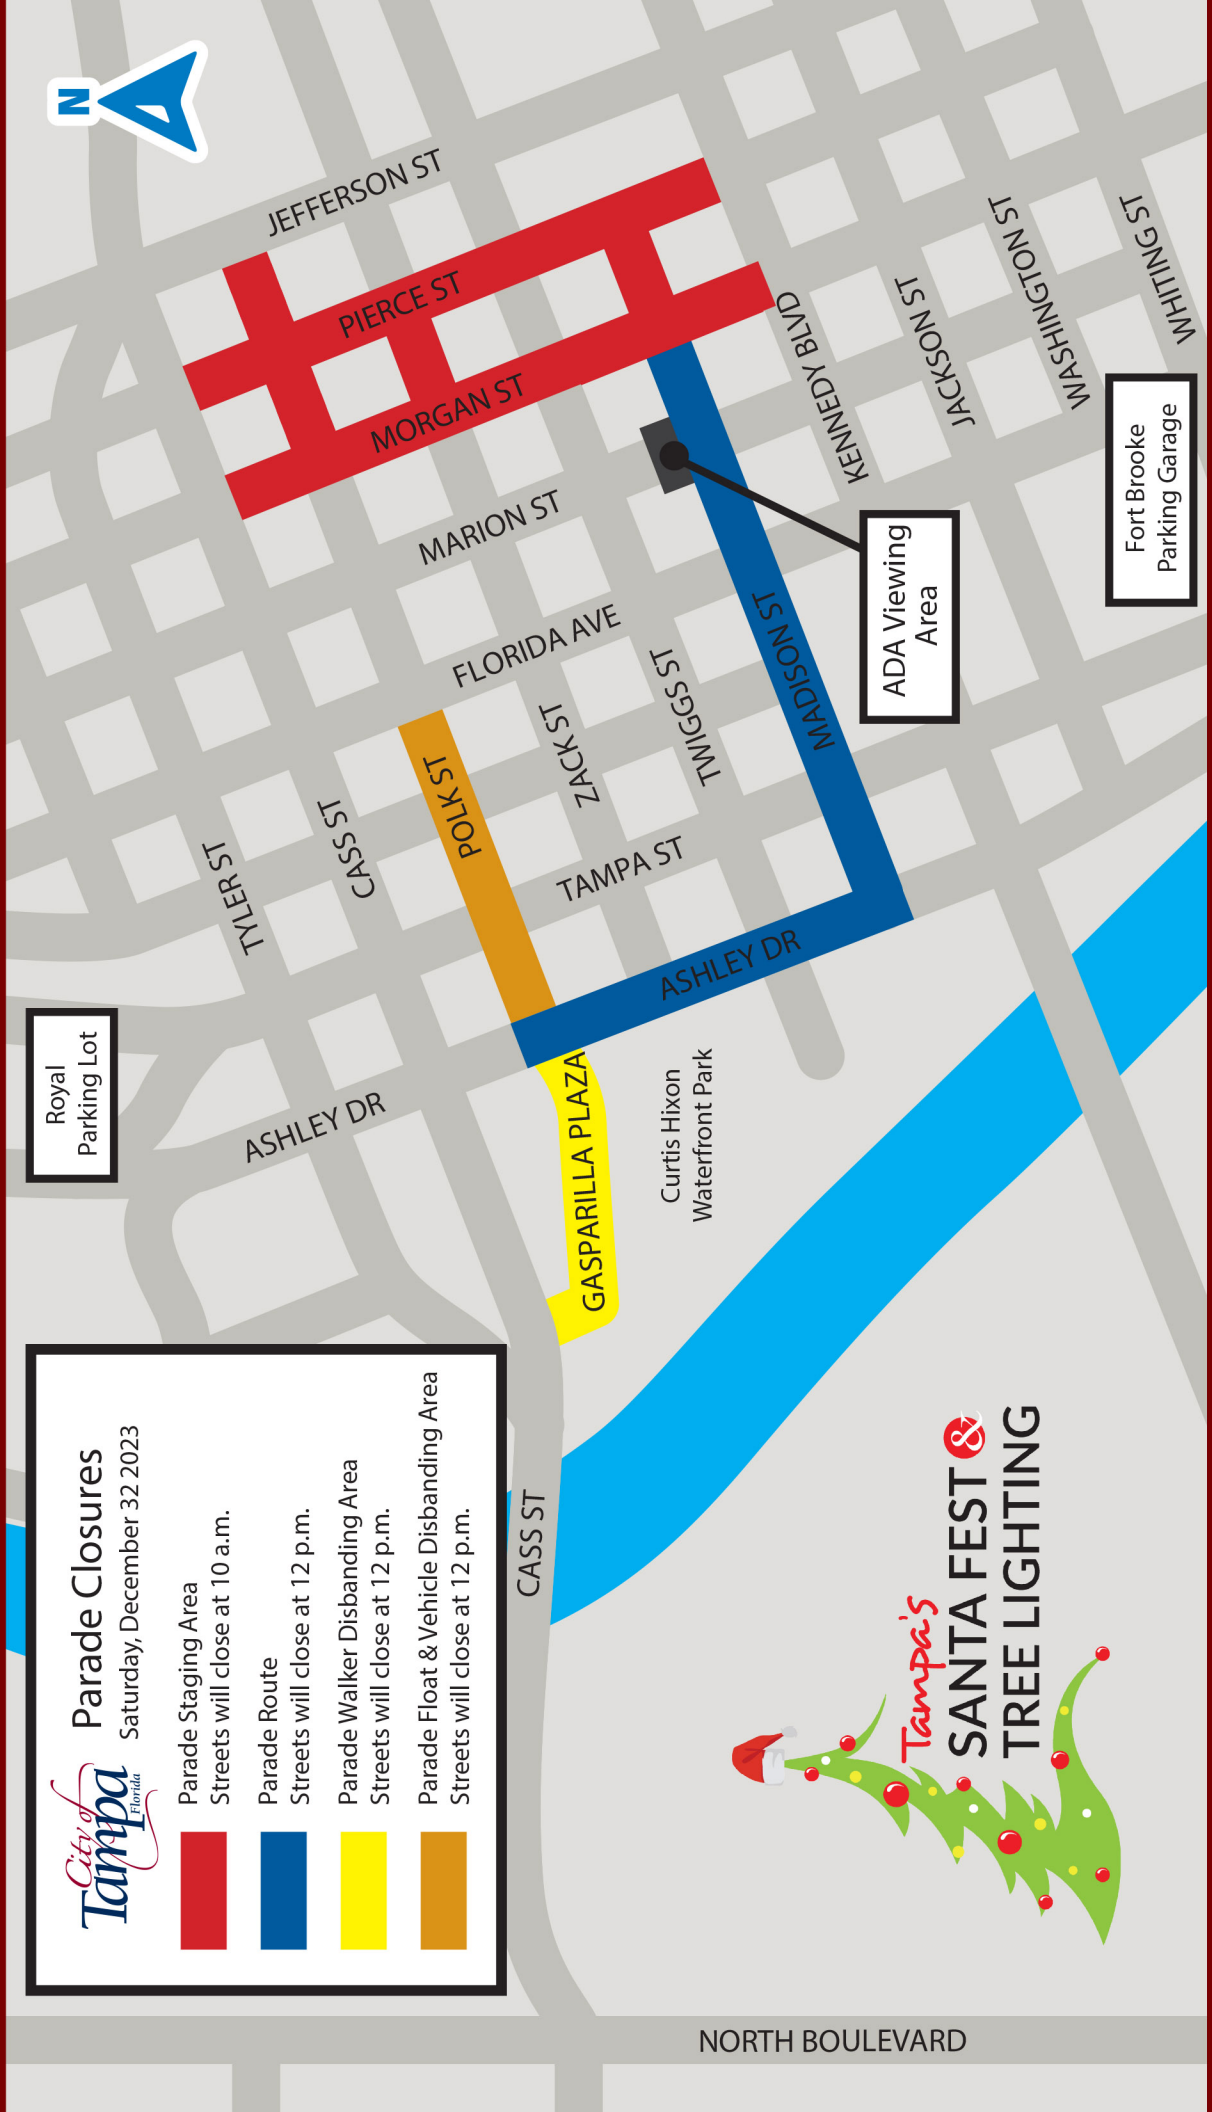 City of
Tampa
Florida
Parade Closures
Saturday, December 32 2023
Parade Staging Area
Streets will close at 10 a.m.
Parade Route
Streets will close at 12 p.m.
Parade Walker Disbanding Area
Streets will close at 12 p.m.
Parade Float & Vehicle Disbanding Area
Streets will close at 12 p.m.
Royal
Parking Lot
N
ASHLEY DR
TYLER ST
CASS ST
POLK ST
JEFFERSON ST
PIERCE ST
MORGAN ST
MARION ST
FLORIDA AVE
ZACK ST
TWIGGS ST
TAMPA ST
MADISON ST
ASHLEY DR
GASPARILLA PLAZA
Curtis Hixon
Waterfront Park
CASS ST
KENNEDY BLVD
JACKSON ST
WASHINGTON ST
WHITING ST
ADA Viewing
Area
Fort Brooke
Parking Garage
Tampa's
SANTA FEST &
TREE LIGHTING
NORTH BOULEVARD